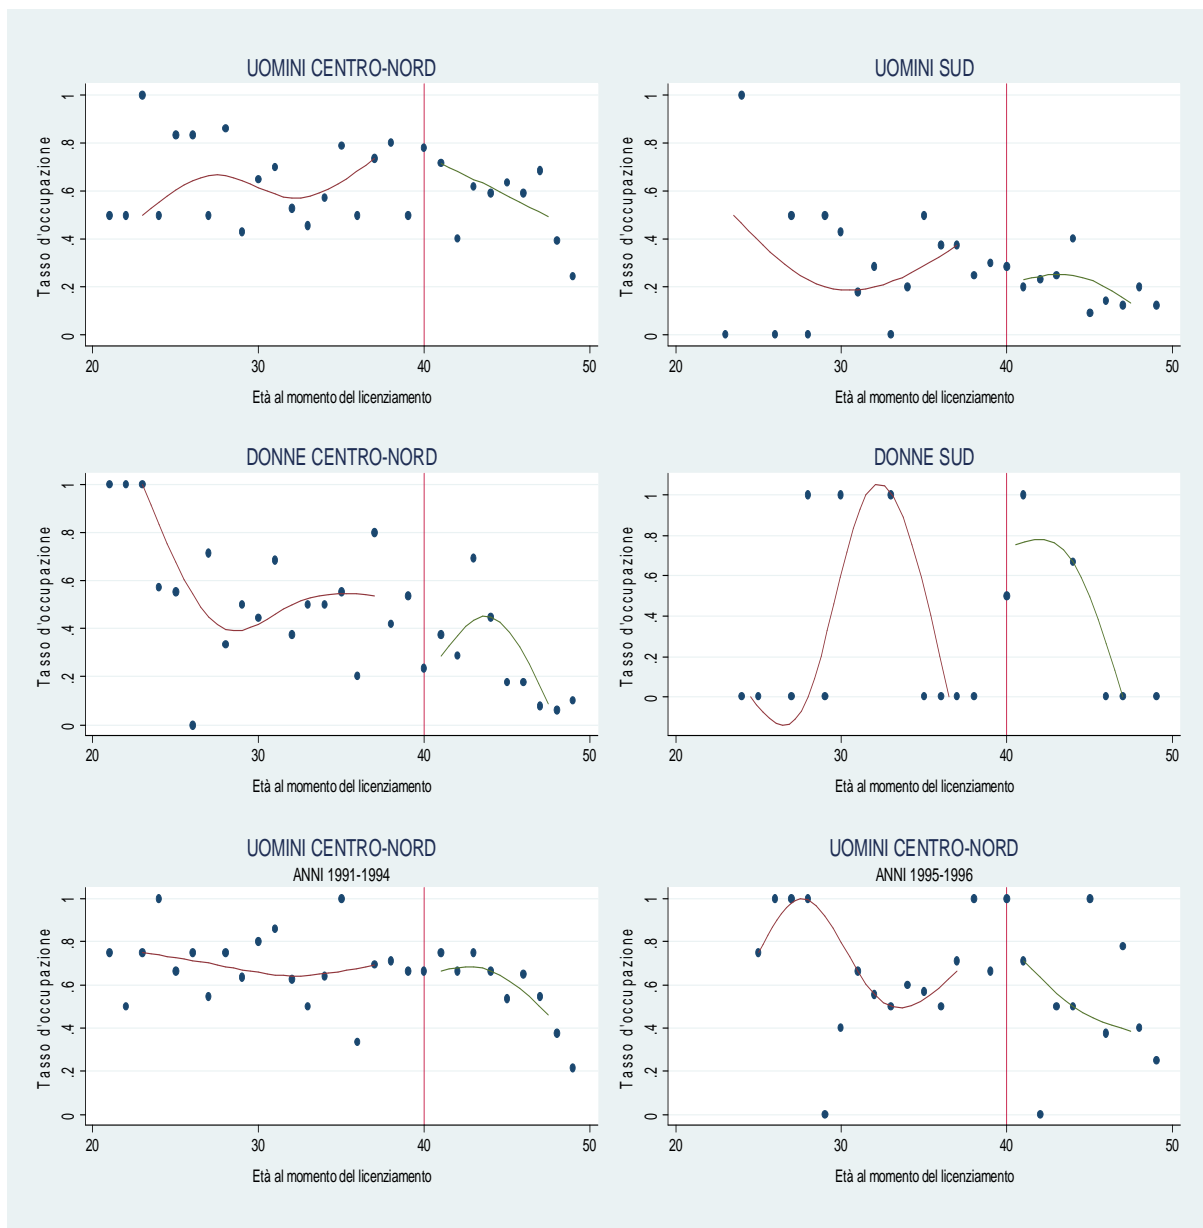 UOMINI CENTRO-NORD
Tasso d'occupazione
0 .2 .4 .6 .8 1
20 30 40 50
Età al momento del licenziamento
UOMINI SUD
Tasso d'occupazione
0 .2 .4 .6 .8 1
20 30 40 50
Età al momento del licenziamento
DONNE CENTRO-NORD
Tasso d'occupazione
0 .2 .4 .6 .8 1
20 30 40 50
Età al momento del licenziamento
DONNE SUD
Tasso d'occupazione
0 .2 .4 .6 .8 1
20 30 40 50
Età al momento del licenziamento
UOMINI CENTRO-NORD
ANNI 1991-1994
Tasso d'occupazione
0 .2 .4 .6 .8 1
20 30 40 50
Età al momento del licenziamento
UOMINI CENTRO-NORD
ANNI 1995-1996
Tasso d'occupazione
0 .2 .4 .6 .8 1
20 30 40 50
Età al momento del licenziamento